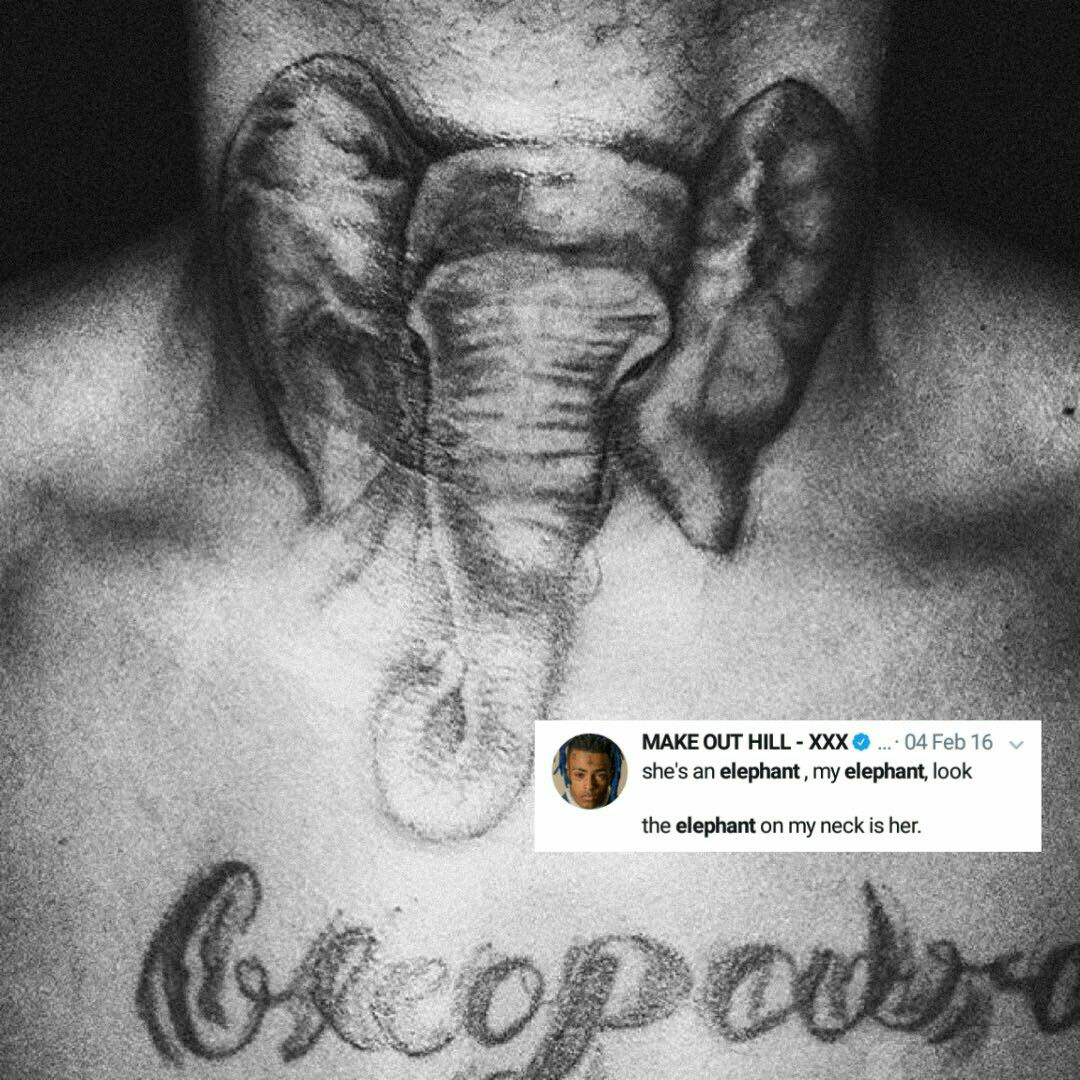 MAKE OUT HILL - XXX ... · 04 Feb 16
she's an elephant , my elephant, look
the elephant on my neck is her.
Cleopatra